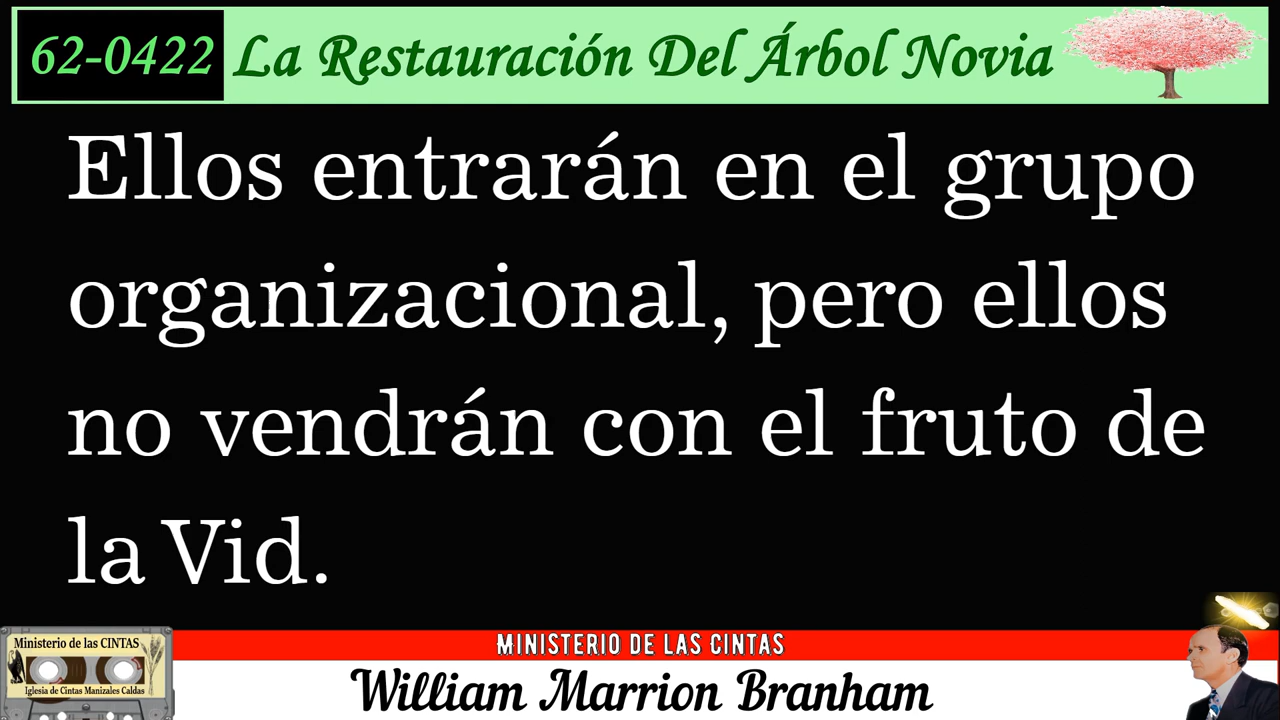 62-0422 La Restauración Del Árbol Novia
Ellos entrarán en el grupo
organizacional, pero ellos
no vendrán con el fruto de
la Vid.
MINISTERIO DE LAS CINTAS
Ministerio de las CINTAS
Iglesia de Cintas Manizales Caldas
William Marrion Branham